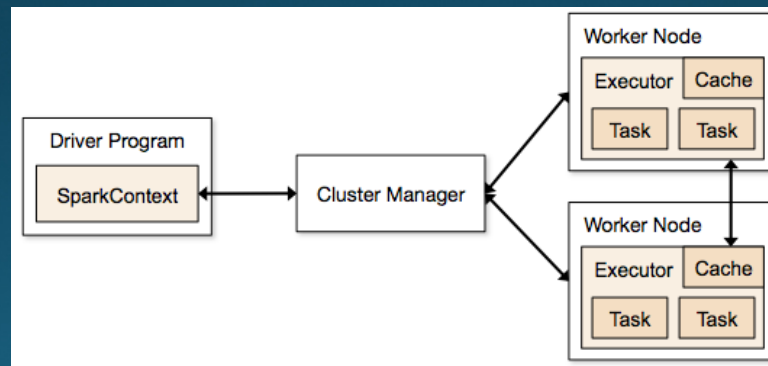 Driver Program
SparkContext
Cluster Manager
Worker Node
Executor
Cache
Task
Task
Worker Node
Executor
Cache
Task
Task